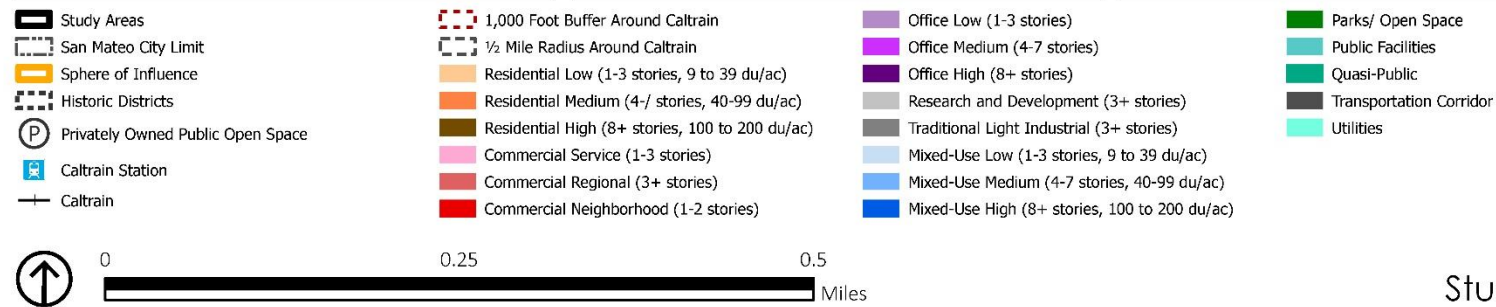 Study Areas
San Mateo City Limit
Sphere of Influence
Historic Districts
P Privately Owned Public Open Space
Caltrain Station
Caltrain
1,000 Foot Buffer Around Caltrain
½ Mile Radius Around Caltrain
Residential Low (1-3 stories, 9 to 39 du/ac)
Residential Medium (4-/ stories, 40-99 du/ac)
Residential High (8+ stories, 100 to 200 du/ac)
Commercial Service (1-3 stories)
Commercial Regional (3+ stories)
Commercial Neighborhood (1-2 stories)
Office Low (1-3 stories)
Office Medium (4-7 stories)
Office High (8+ stories)
Research and Development (3+ stories)
Traditional Light Industrial (3+ stories)
Mixed-Use Low (1-3 stories, 9 to 39 du/ac)
Mixed-Use Medium (4-7 stories, 40-99 du/ac)
Mixed-Use High (8+ stories, 100 to 200 du/ac)
Parks/ Open Space
Public Facilities
Quasi-Public
Transportation Corridor
Utilities
0 0.25 0.5
Miles
Stu